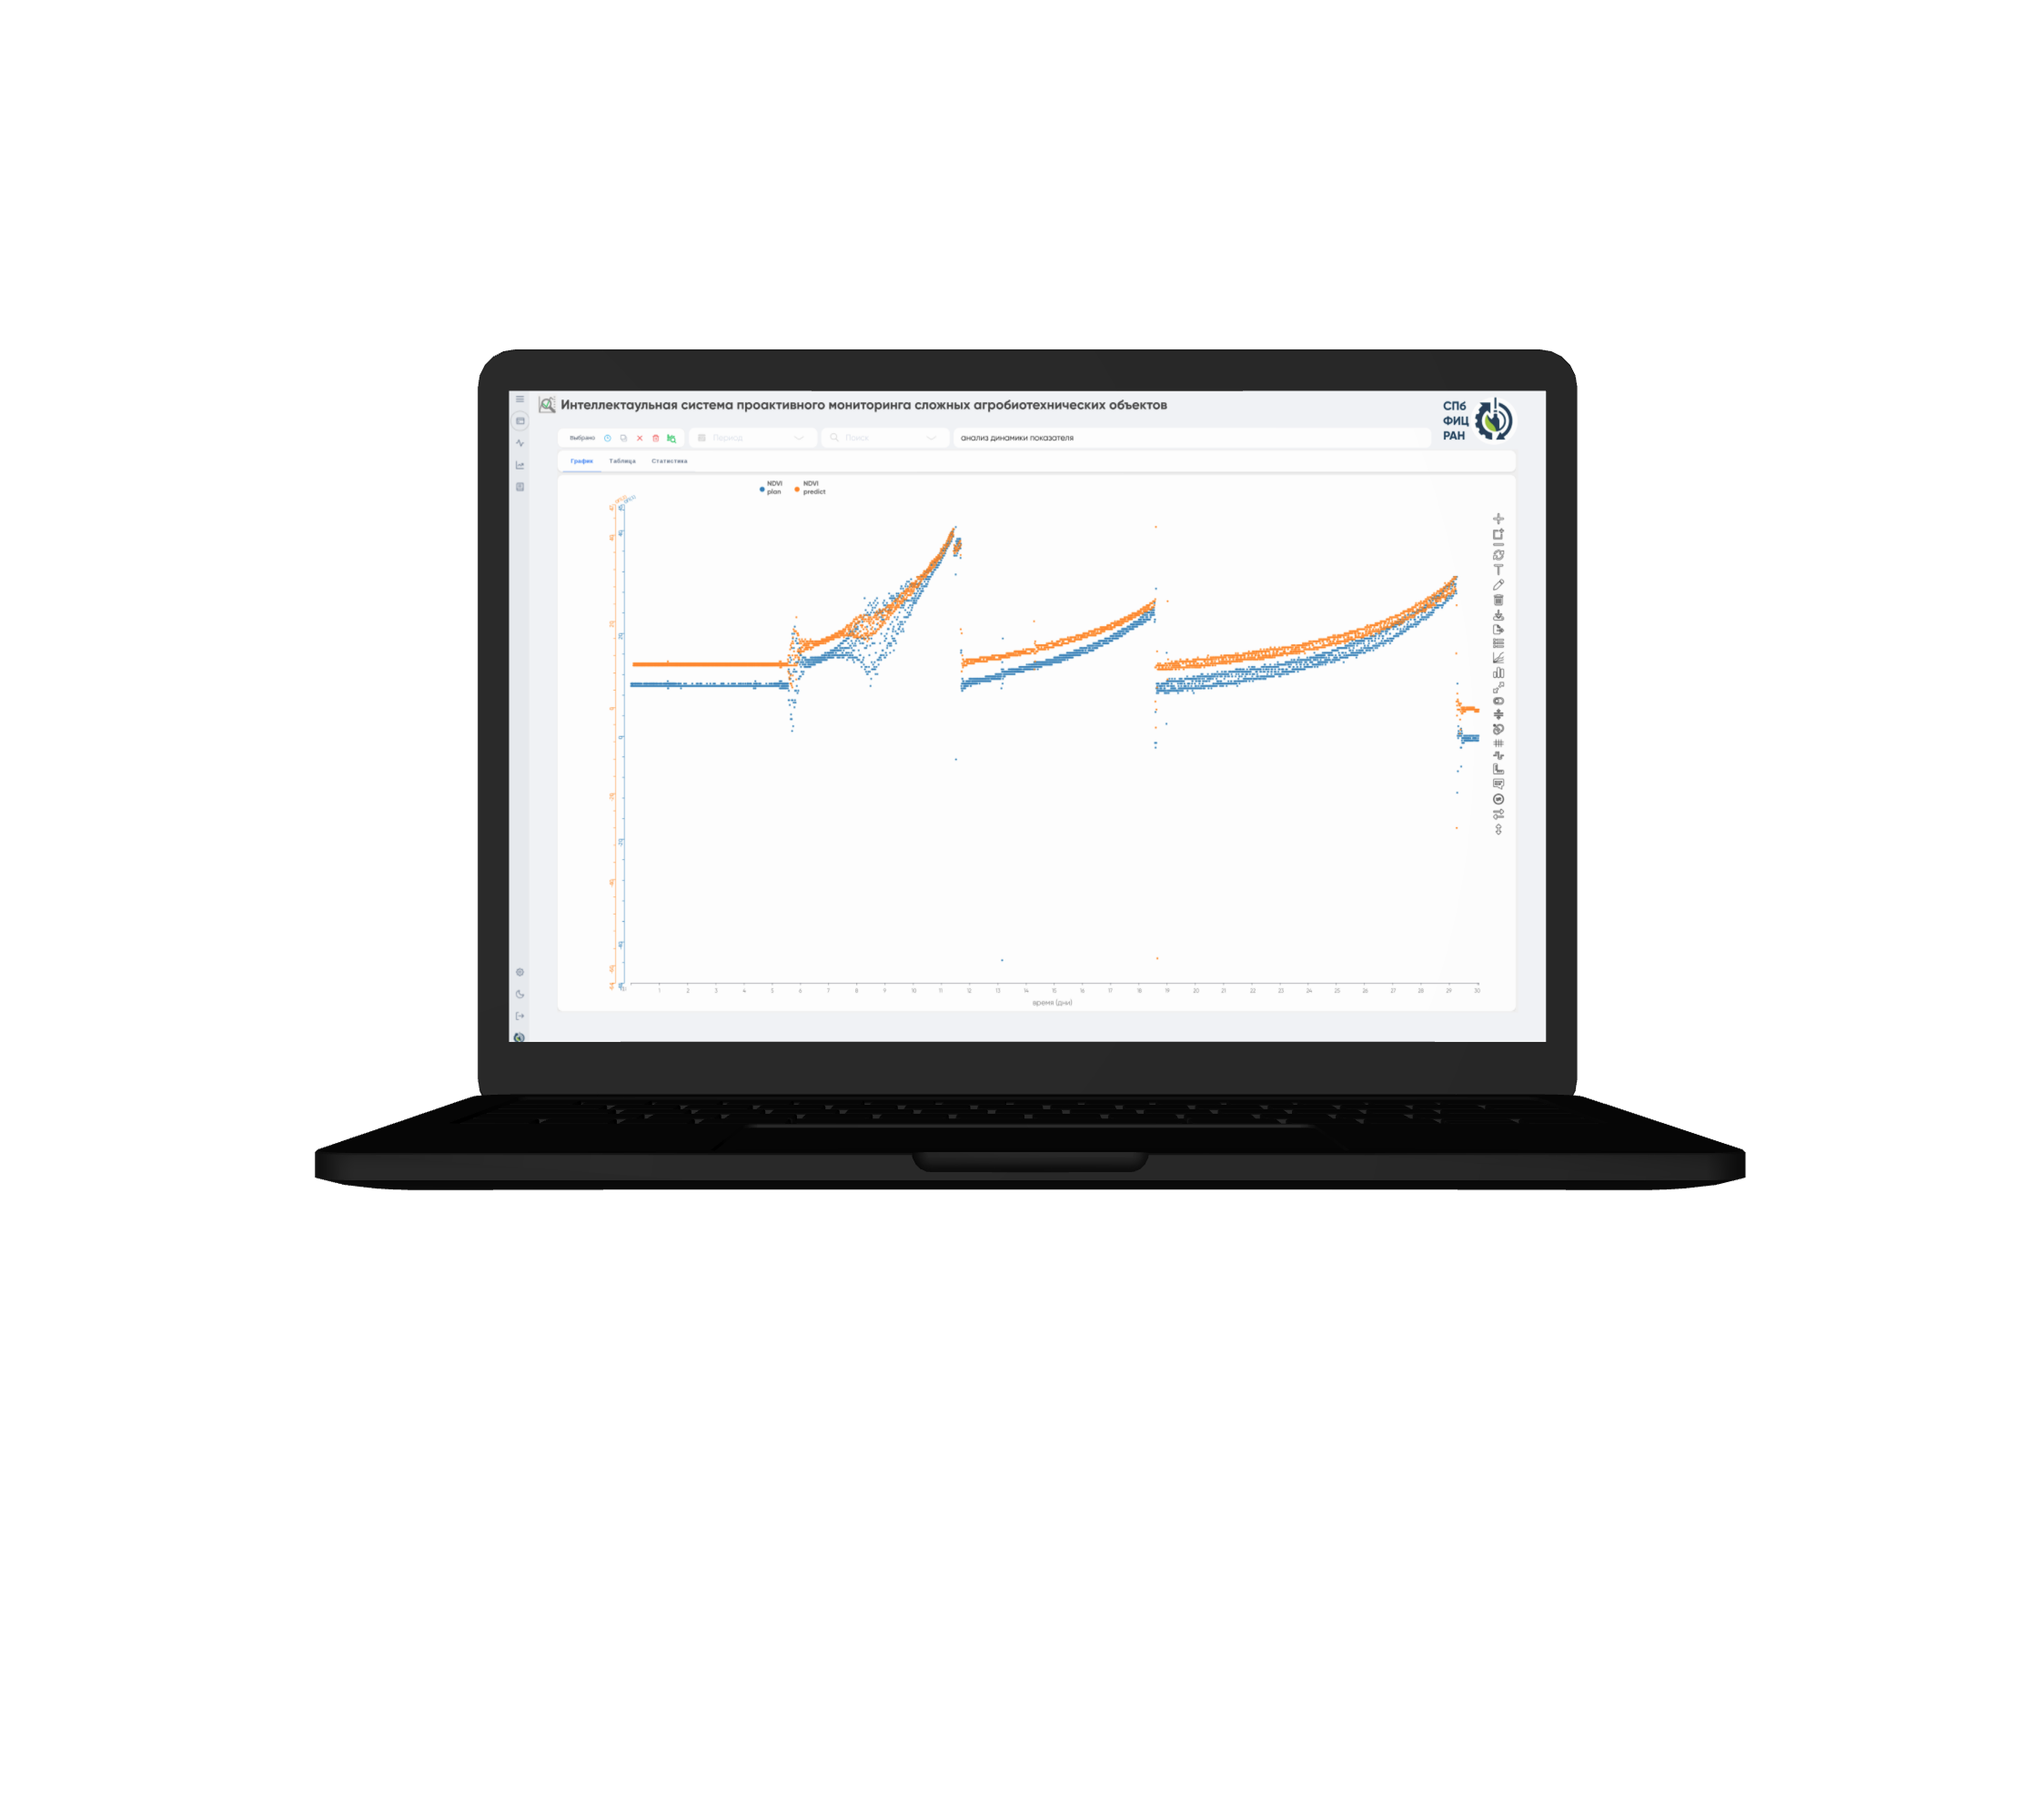 Интеллектаульная система проактивного мониторинга сложных агробиотехнических объектов
СПб
ФИЦ
РАН
Выбрано
Период
Поиск
анализ динамики показателя
График Таблица Статистика
NDVI
plan
NDVI
predict
1 2 3 4 5 6 7 8 9 10 11 12 13 14 15 16 17 18 19 20 21 22 23 24 25 26 27 28 29 30
время (дни)